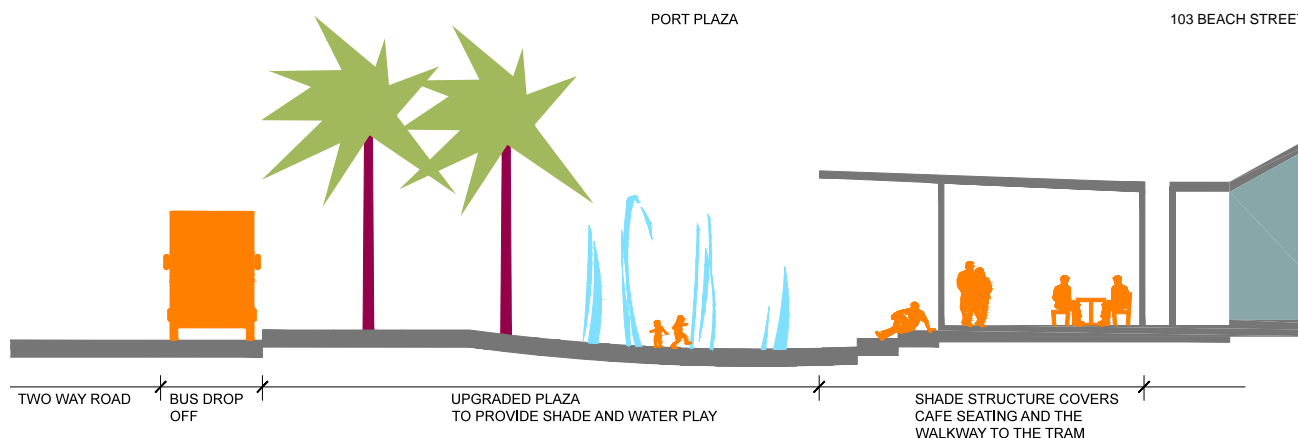 PORT PLAZA
103 BEACH STREET
TWO WAY ROAD
BUS DROP
OFF
UPGRADED PLAZA
TO PROVIDE SHADE AND WATER PLAY
SHADE STRUCTURE COVERS
CAFE SEATING AND THE
WALKWAY TO THE TRAM